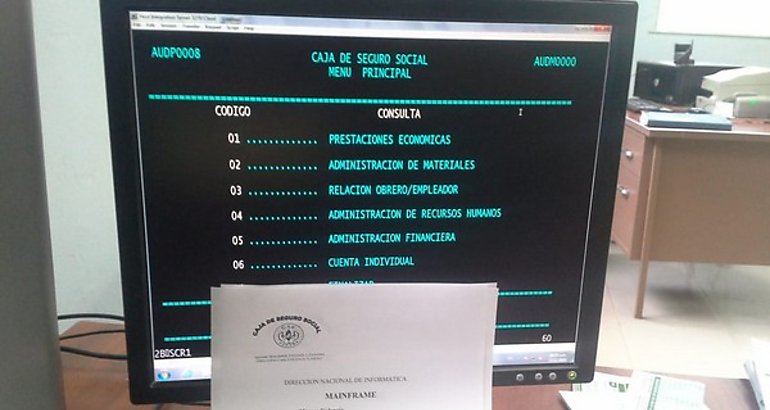 AUDP0008
CAJA DE SEGURO SOCIAL
AUDM0000
MENU PRINCIPAL
CODIGO CONSULTA
01 ............. PRESTACIONES ECONOMICAS
02 ............. ADMINISTRACION DE MATERIALES
03 ............. RELACION OBRERO/EMPLEADOR
04 ............. ADMINISTRACION DE RECURSOS HUMANOS
05 ............. ADMINISTRACION FINANCIERA
06 ............. CUENTA INDIVIDUAL
FINALIZAR
60
2BÚSCR1
CAJA DE SEGURO SOCIAL
DIRECCION NACIONAL DE INFORMATICA
MAINFRAME